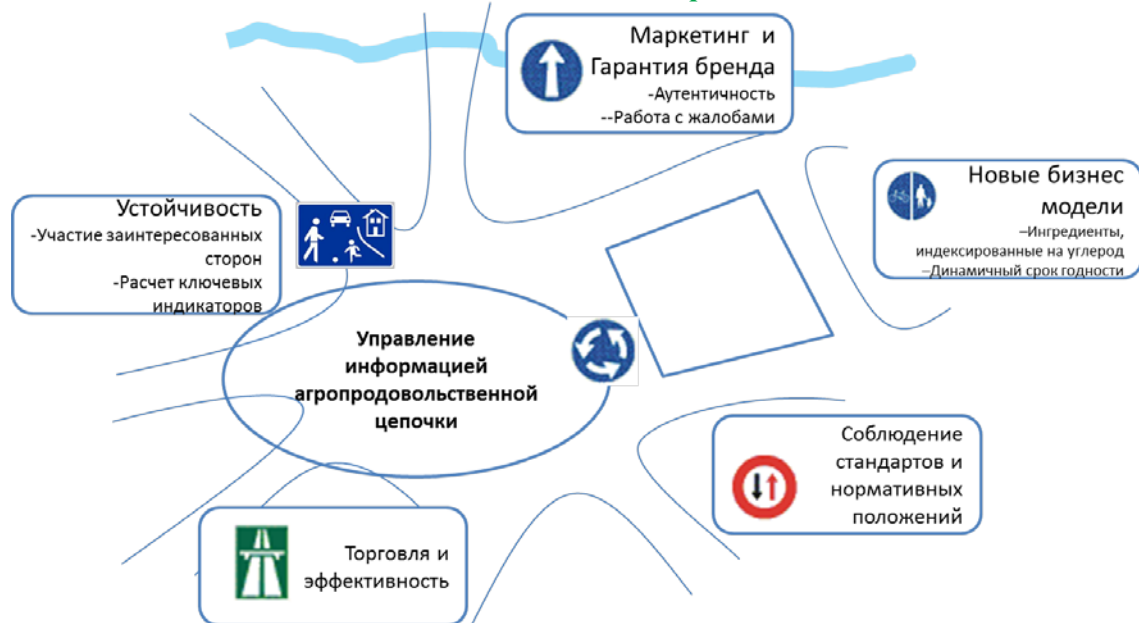 Маркетинг и
Гарантия бренда
-Аутентичность
--Работа с жалобами
Новые бизнес
модели
–Ингредиенты,
индексированные на углерод
–Динамичный срок годности
Устойчивость
-Участие заинтересованных
сторон
-Расчет ключевых
индикаторов
Управление
информацией
агропродовольственной
цепочки
Соблюдение
стандартов и
нормативных
положений
Торговля и
эффективность